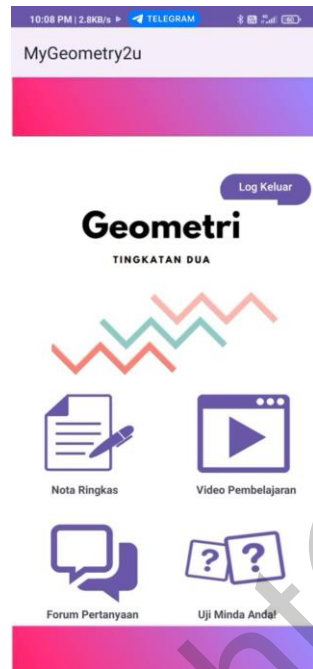 10:08 PM | 2.8KB/s TELEGRAM 60
MyGeometry2u
Log Keluar
Geometri
TINGKATAN DUA
Nota Ringkas
Video Pembelajaran
? ?
Forum Pertanyaan
Uji Minda Anda!